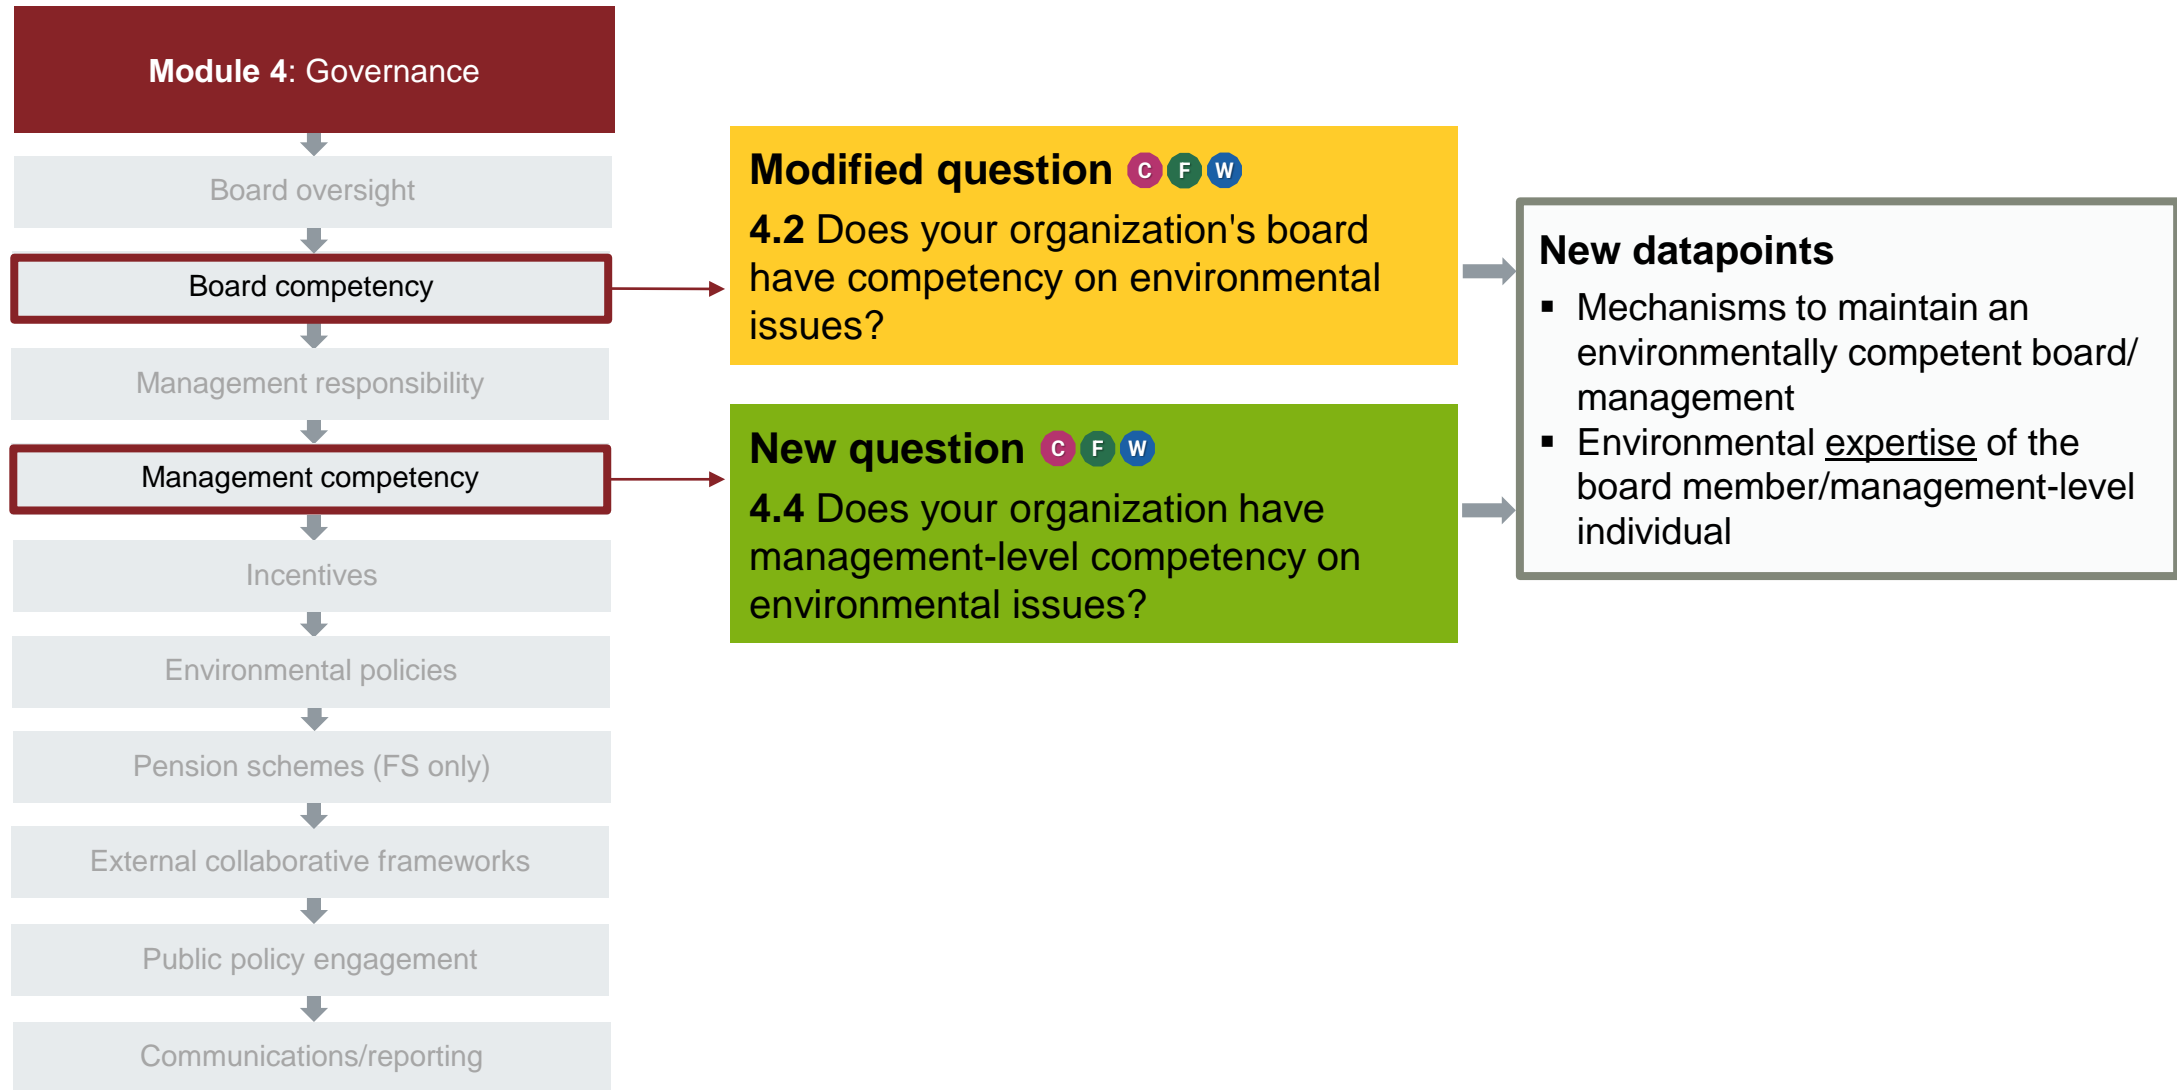 Module 4: Governance
Board oversight
Board competency
Management responsibility
Management competency
Incentives
Environmental policies
Pension schemes (FS only)
External collaborative frameworks
Public policy engagement
Communications/reporting
Modified question C F W
4.2 Does your organization's board
have competency on environmental
issues?
New question C F W
4.4 Does your organization have
management-level competency on
environmental issues?
New datapoints
▪ Mechanisms to maintain an
environmentally competent board/
management
▪ Environmental expertise of the
board member/management-level
individual